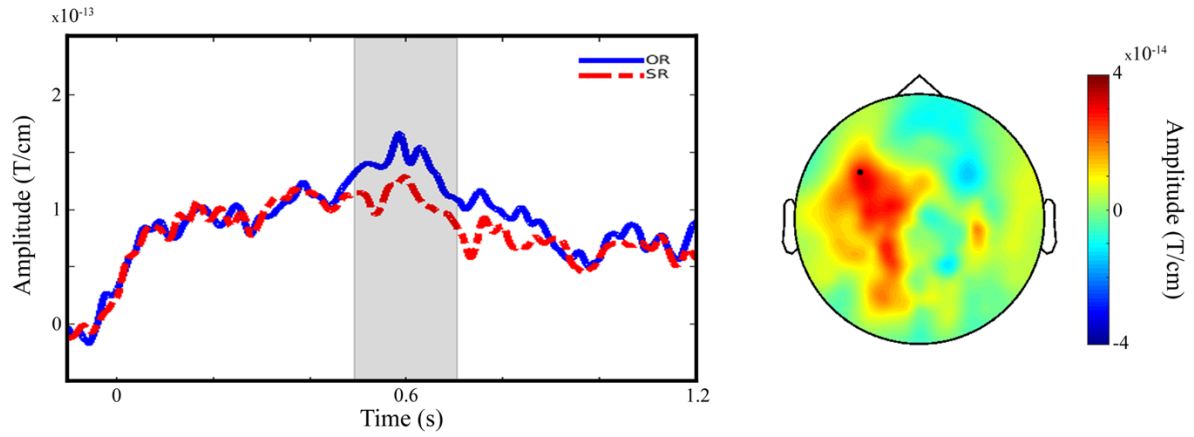 x10-13
2
1
0
Amplitude (T/cm)
OR
SR
0
0.6
1.2
Time (s)
x10-14
4
0
-4
Amplitude (T/cm)